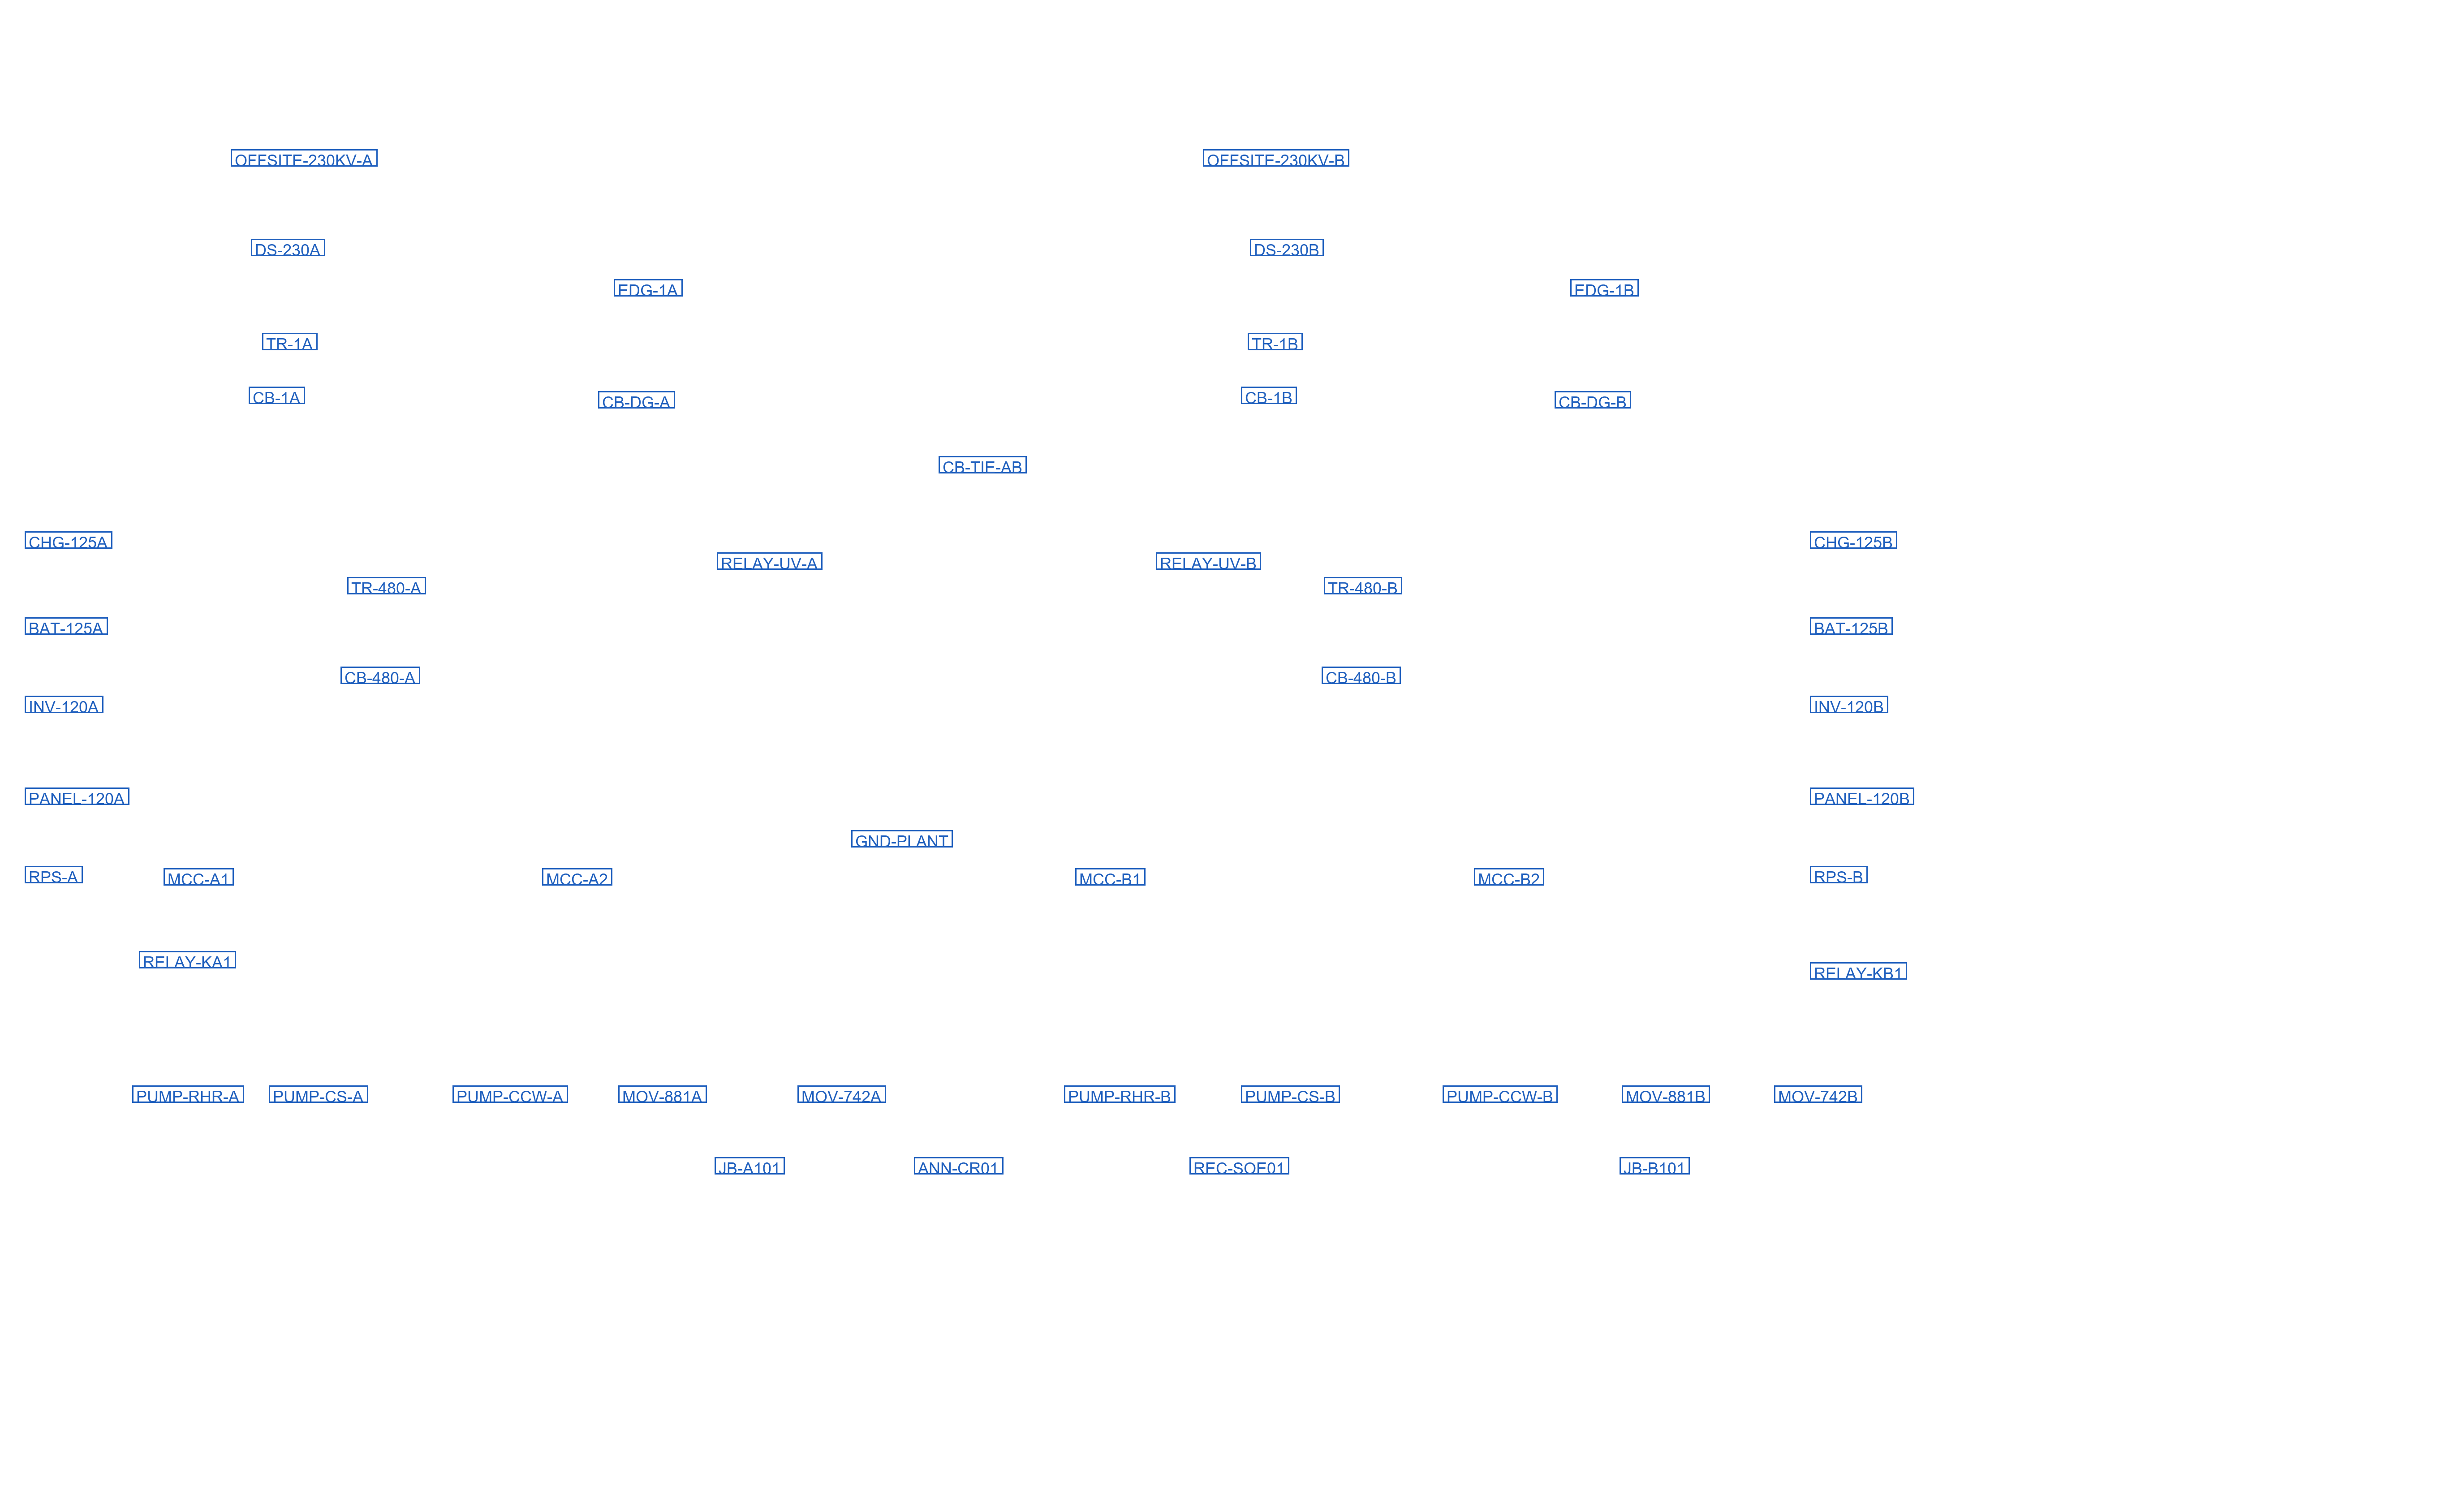 OFFSITE-230KV-A
OFFSITE-230KV-B
DS-230A
DS-230B
EDG-1A
EDG-1B
TR-1A
TR-1B
CB-1A
CB-DG-A
CB-1B
CB-DG-B
CB-TIE-AB
CHG-125A
CHG-125B
RELAY-UV-A
RELAY-UV-B
TR-480-A
TR-480-B
BAT-125A
BAT-125B
CB-480-A
CB-480-B
INV-120A
INV-120B
PANEL-120A
PANEL-120B
GND-PLANT
RPS-A
MCC-A1
MCC-A2
MCC-B1
MCC-B2
RPS-B
RELAY-KA1
RELAY-KB1
PUMP-RHR-A
PUMP-CS-A
PUMP-CCW-A
MOV-881A
MOV-742A
PUMP-RHR-B
PUMP-CS-B
PUMP-CCW-B
MOV-881B
MOV-742B
JB-A101
ANN-CR01
REC-SOE01
JB-B101